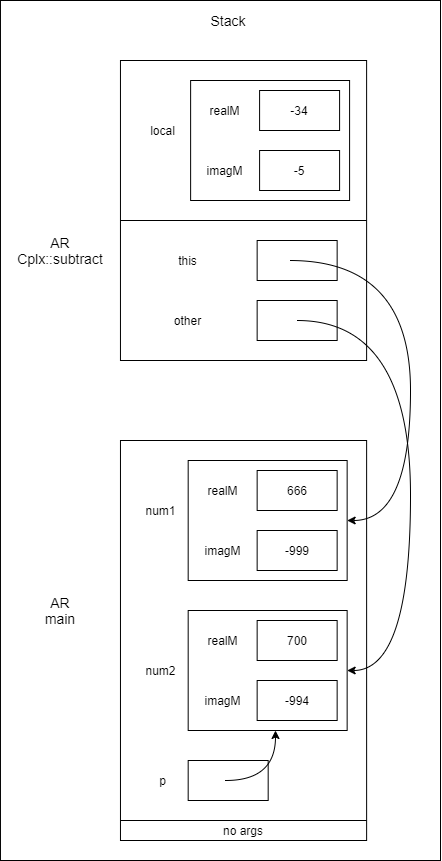 Stack
local
realM
-34
imagM
-5
AR
Cplx::subtract
this
other
num1
realM
666
imagM
-999
AR
main
num2
realM
700
imagM
-994
p
no args